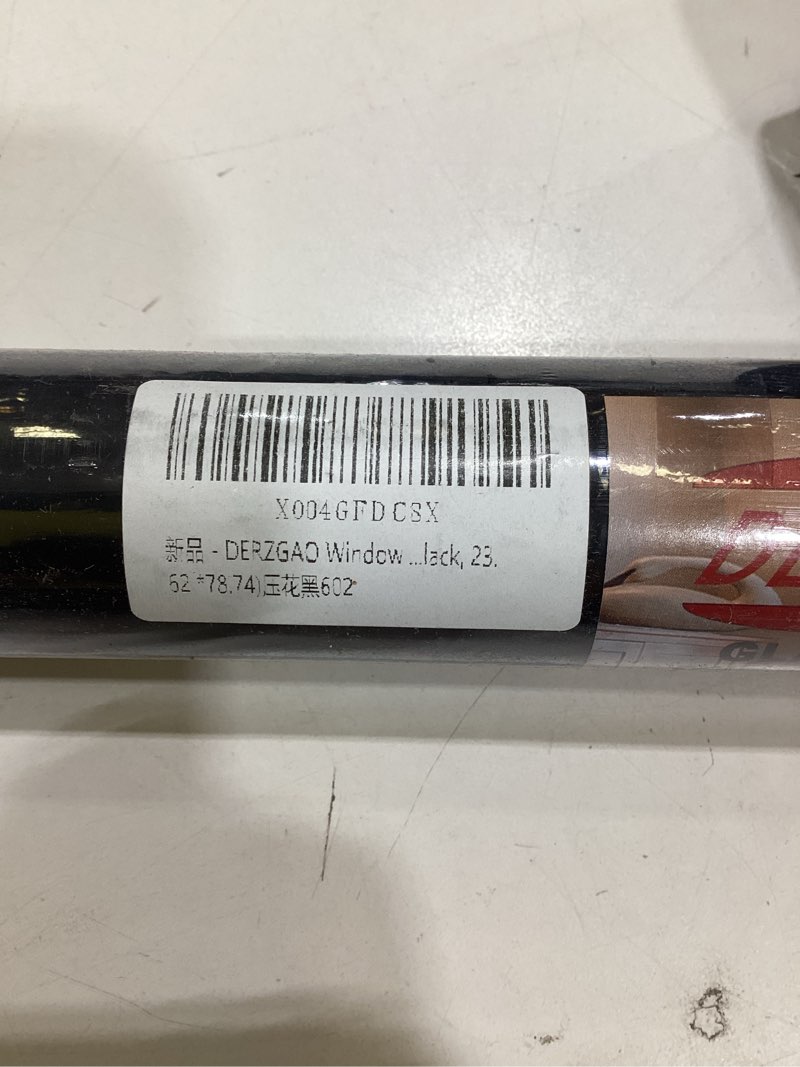 X004GFDCSX
新品 - DERZGAO Window ...lack, 23.
62 *78.74)压花黑602